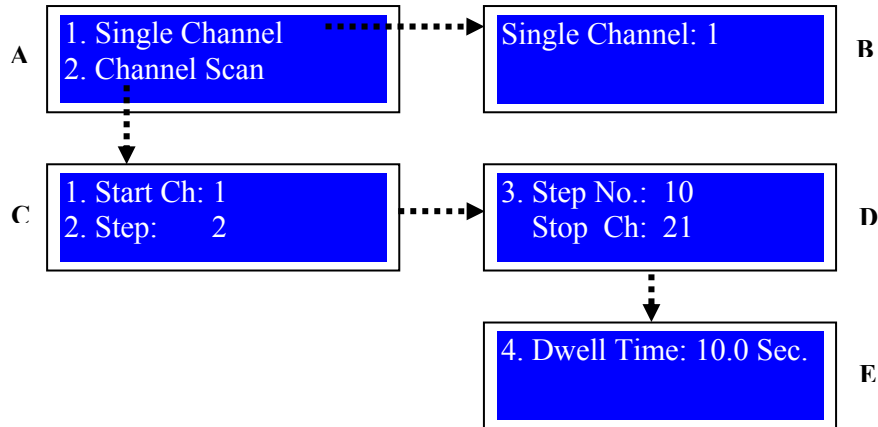 A
1. Single Channel
2. Channel Scan
Single Channel: 1
B
C
1. Start Ch: 1
2. Step: 2
3. Step No.: 10
Stop Ch: 21
D
4. Dwell Time: 10.0 Sec.
E